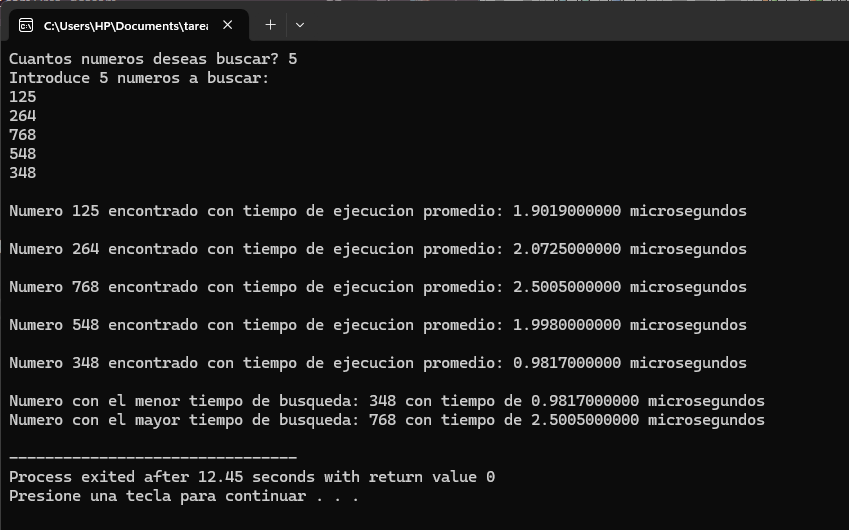 C:\Users\HP\Documents\tarea
Cuantos numeros deseas buscar? 5
Introduce 5 numeros a buscar:
125
264
768
548
348
Numero 125 encontrado con tiempo de ejecucion promedio: 1.9019000000 microsegundos
Numero 264 encontrado con tiempo de ejecucion promedio: 2.0725000000 microsegundos
Numero 768 encontrado con tiempo de ejecucion promedio: 2.5005000000 microsegundos
Numero 548 encontrado con tiempo de ejecucion promedio: 1.9980000000 microsegundos
Numero 348 encontrado con tiempo de ejecucion promedio: 0.9817000000 microsegundos
Numero con el menor tiempo de busqueda: 348 con tiempo de 0.9817000000 microsegundos
Numero con el mayor tiempo de busqueda: 768 con tiempo de 2.5005000000 microsegundos
--------------------------------
Process exited after 12.45 seconds with return value 0
Presione una tecla para continuar . . .